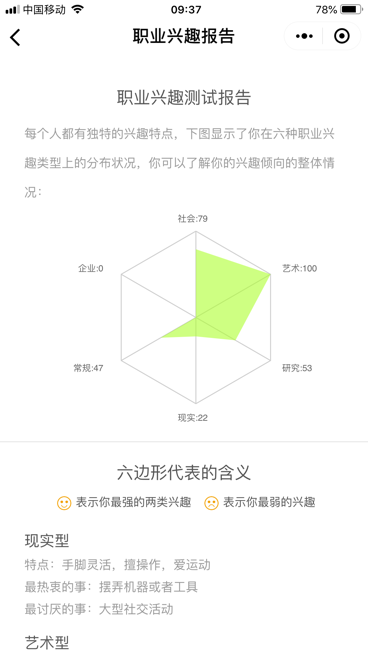 中国移动 09:37 78%
职业兴趣报告
职业兴趣测试报告
每个人都有独特的兴趣特点，下图显示了你在六种职业兴
趣类型上的分布状况，你可以了解你的兴趣倾向的整体情
况：
社会:79
企业:0
艺术:100
常规:47
研究:53
现实:22
六边形代表的含义
表示你最强的两类兴趣 表示你最弱的兴趣
现实型
特点：手脚灵活，擅操作，爱运动
最热衷的事：摆弄机器或者工具
最讨厌的事：大型社交活动
艺术型